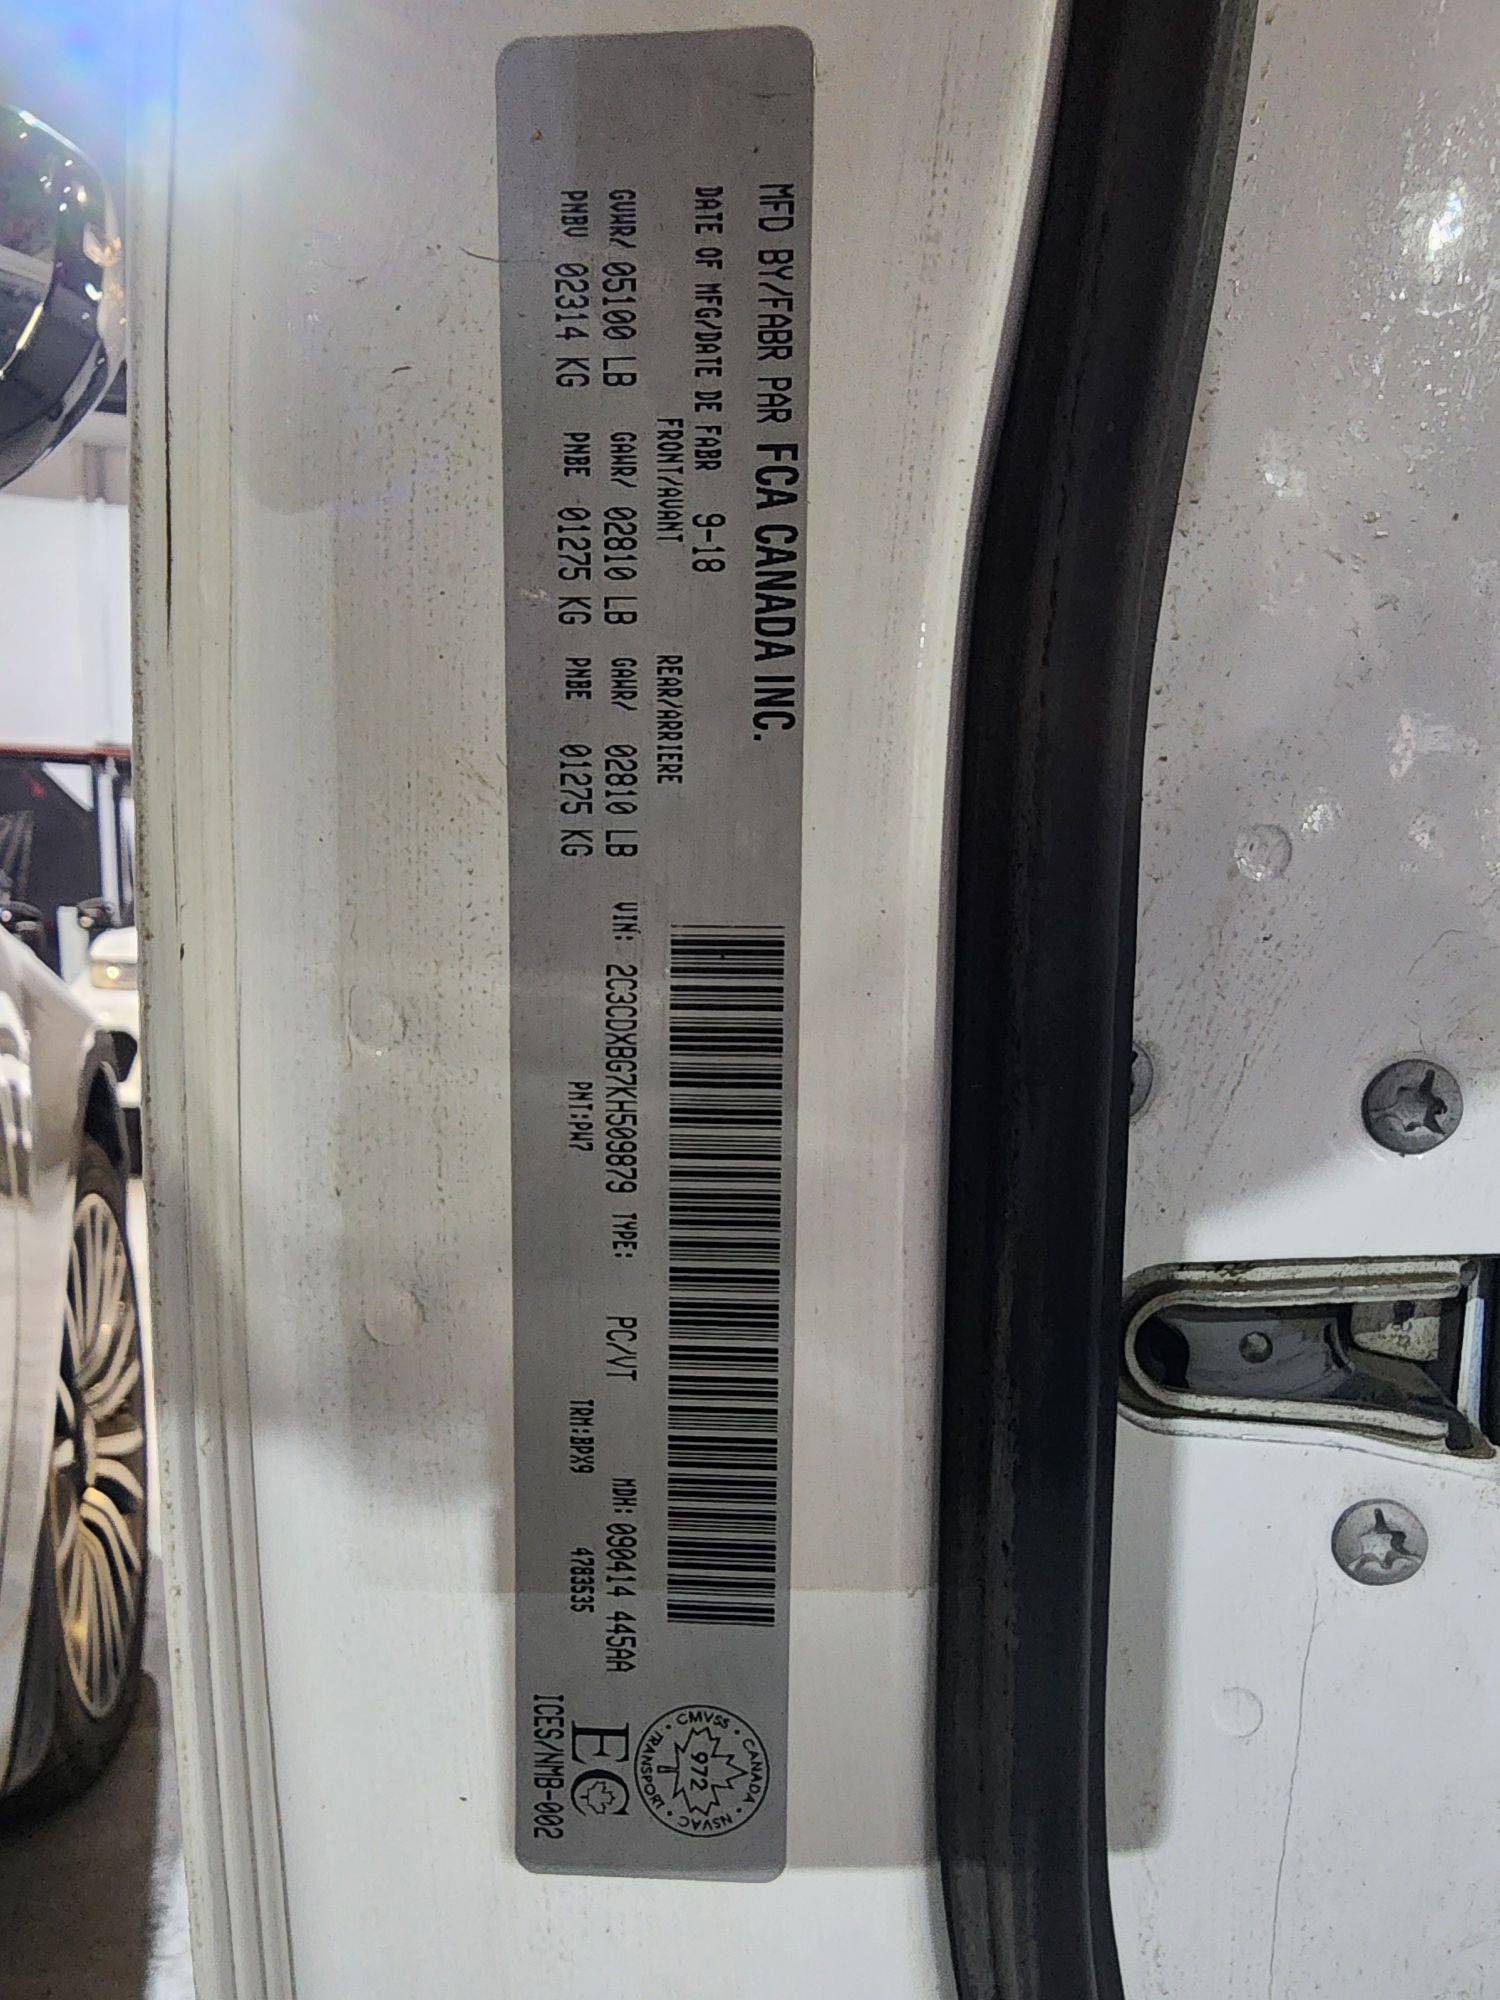 MFD BY/FABR PAR FCA CANADA INC.
DATE OF MFG/DATE DE FABR 9-18
FRONT/AVANT REAR/ARRIERE
GVWR/ 05100 LB GAWR/ 02810 LB GAWR/ 02810 LB
PNBV 02314 KG PNBE 01275 KG PNBE 01275 KG
VIN: 2C3CDXBG7KH509879 TYPE: PC/VT MDH: 090414 445AA
PNT:PW7 TRM:BPX9 4783535
CMVSS • CANADA • NSVAC • TRANSPORT •
972
EC
ICES/NMB-002